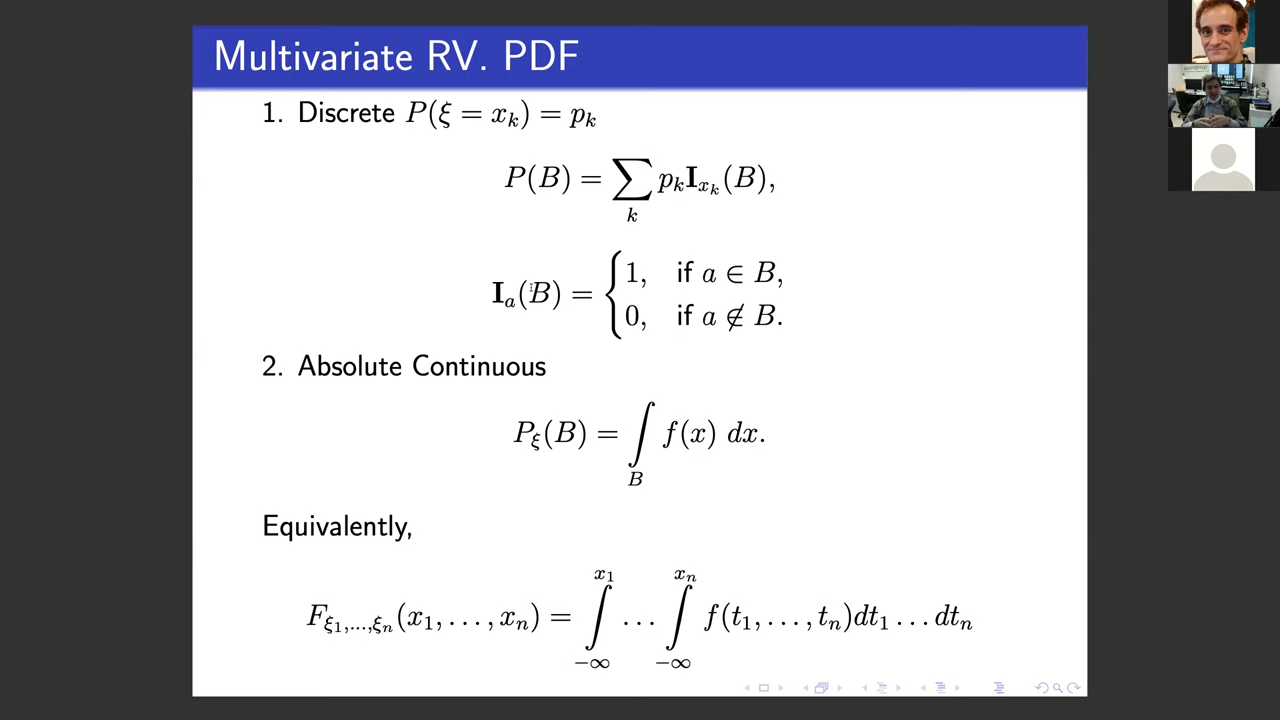 Multivariate RV. PDF
1. Discrete P(ξ = x_k) = p_k
P(B) = ∑_k p_k I_{x_k}(B),
I_a(B) = { 1, if a ∈ B,
0, if a ∉ B.
2. Absolute Continuous
P_ξ(B) = ∫_B f(x) dx.
Equivalently,
F_{ξ_1,...,ξ_n}(x_1, . . . , x_n) = ∫_{−∞}^{x_1} . . . ∫_{−∞}^{x_n} f(t_1, . . . , t_n)dt_1 . . . dt_n